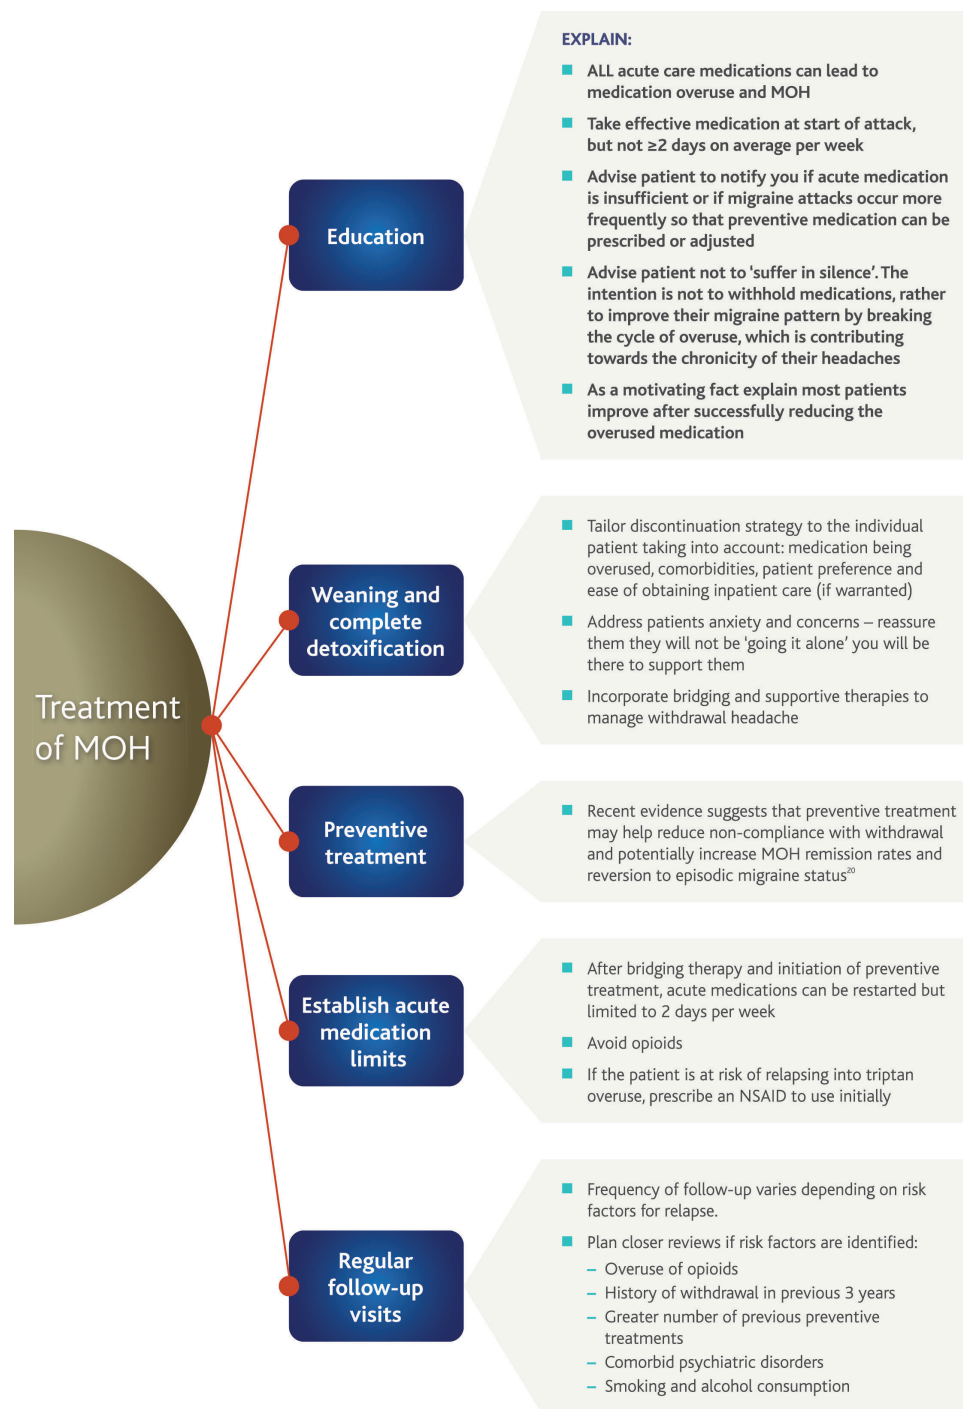 Treatment
of MOH
Education
EXPLAIN:
ALL acute care medications can lead to
medication overuse and MOH
Take effective medication at start of attack,
but not ≥2 days on average per week
Advise patient to notify you if acute medication
is insufficient or if migraine attacks occur more
frequently so that preventive medication can be
prescribed or adjusted
Advise patient not to ‘suffer in silence’. The
intention is not to withhold medications, rather
to improve their migraine pattern by breaking
the cycle of overuse, which is contributing
towards the chronicity of their headaches
As a motivating fact explain most patients
improve after successfully reducing the
overused medication
Weaning and
complete
detoxification
Tailor discontinuation strategy to the individual
patient taking into account: medication being
overused, comorbidities, patient preference and
ease of obtaining inpatient care (if warranted)
Address patients anxiety and concerns – reassure
them they will not be ‘going it alone’ you will be
there to support them
Incorporate bridging and supportive therapies to
manage withdrawal headache
Preventive
treatment
Recent evidence suggests that preventive treatment
may help reduce non-compliance with withdrawal
and potentially increase MOH remission rates and
reversion to episodic migraine status²⁰
Establish acute
medication
limits
After bridging therapy and initiation of preventive
treatment, acute medications can be restarted but
limited to 2 days per week
Avoid opioids
If the patient is at risk of relapsing into triptan
overuse, prescribe an NSAID to use initially
Regular
follow-up
visits
Frequency of follow-up varies depending on risk
factors for relapse.
Plan closer reviews if risk factors are identified:
– Overuse of opioids
– History of withdrawal in previous 3 years
– Greater number of previous preventive
treatments
– Comorbid psychiatric disorders
– Smoking and alcohol consumption